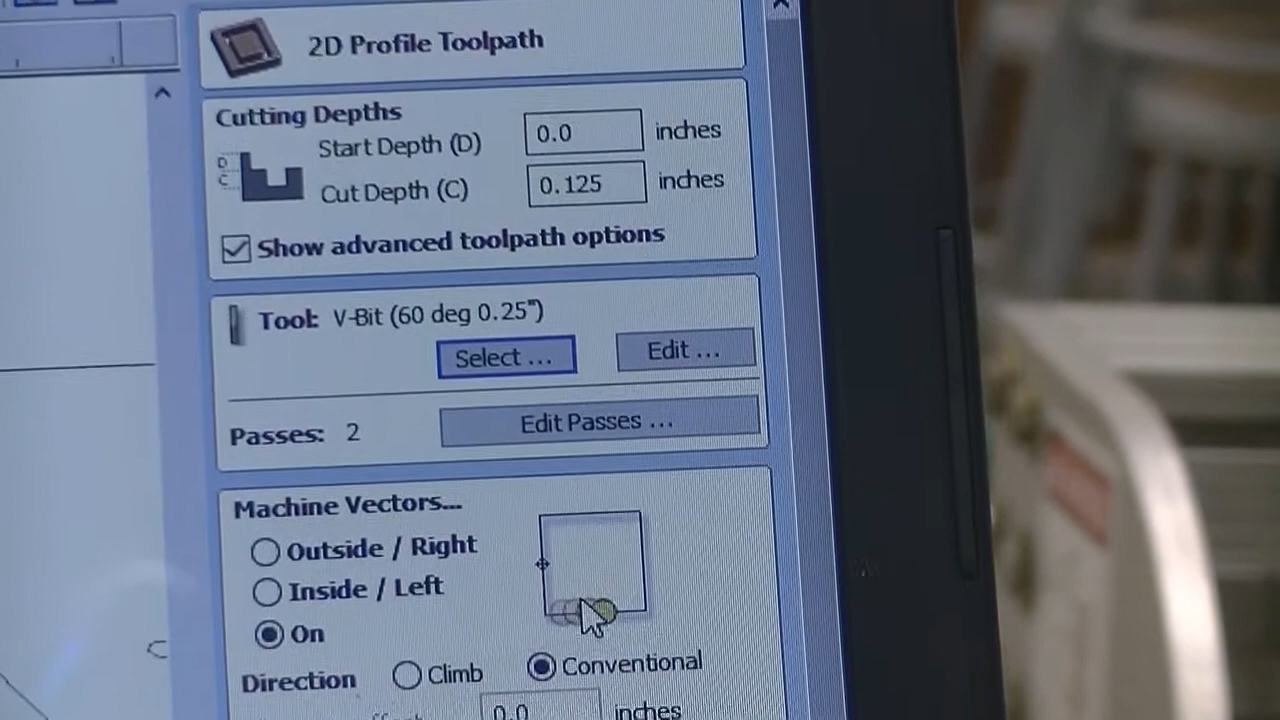 2D Profile Toolpath
Cutting Depths
D
C
Start Depth (D) 0.0 inches
Cut Depth (C) 0.125 inches
Show advanced toolpath options
Tool: V-Bit (60 deg 0.25")
Select ... Edit ...
Passes: 2 Edit Passes ...
Machine Vectors...
Outside / Right
Inside / Left
On
Direction Climb Conventional
0.0 inches